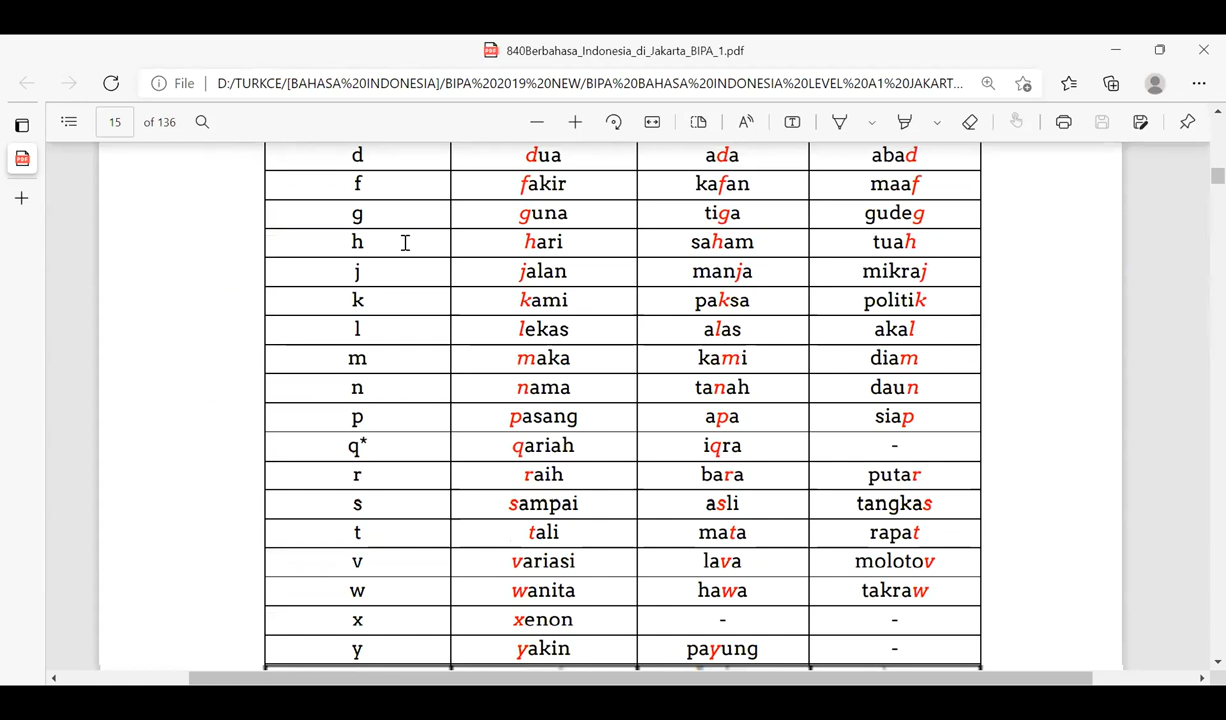 840Berbahasa_Indonesia_di_Jakarta_BIPA_1.pdf
File D:/TURKCE/[BAHASA%20INDONESIA]/BIPA%202019%20NEW/BIPA%20BAHASA%20INDONESIA%20LEVEL%20A1%20JAKART...
15 of 136
d dua ada abad
f fakir kafan maaf
g guna tiga gudeg
h hari saham tuah
j jalan manja mikraj
k kami paksa politik
l lekas alas akal
m maka kami diam
n nama tanah daun
p pasang apa siap
q* qariah iqra -
r raih bara putar
s sampai asli tangkas
t tali mata rapat
v variasi lava molotov
w wanita hawa takraw
x xenon - -
y yakin payung -